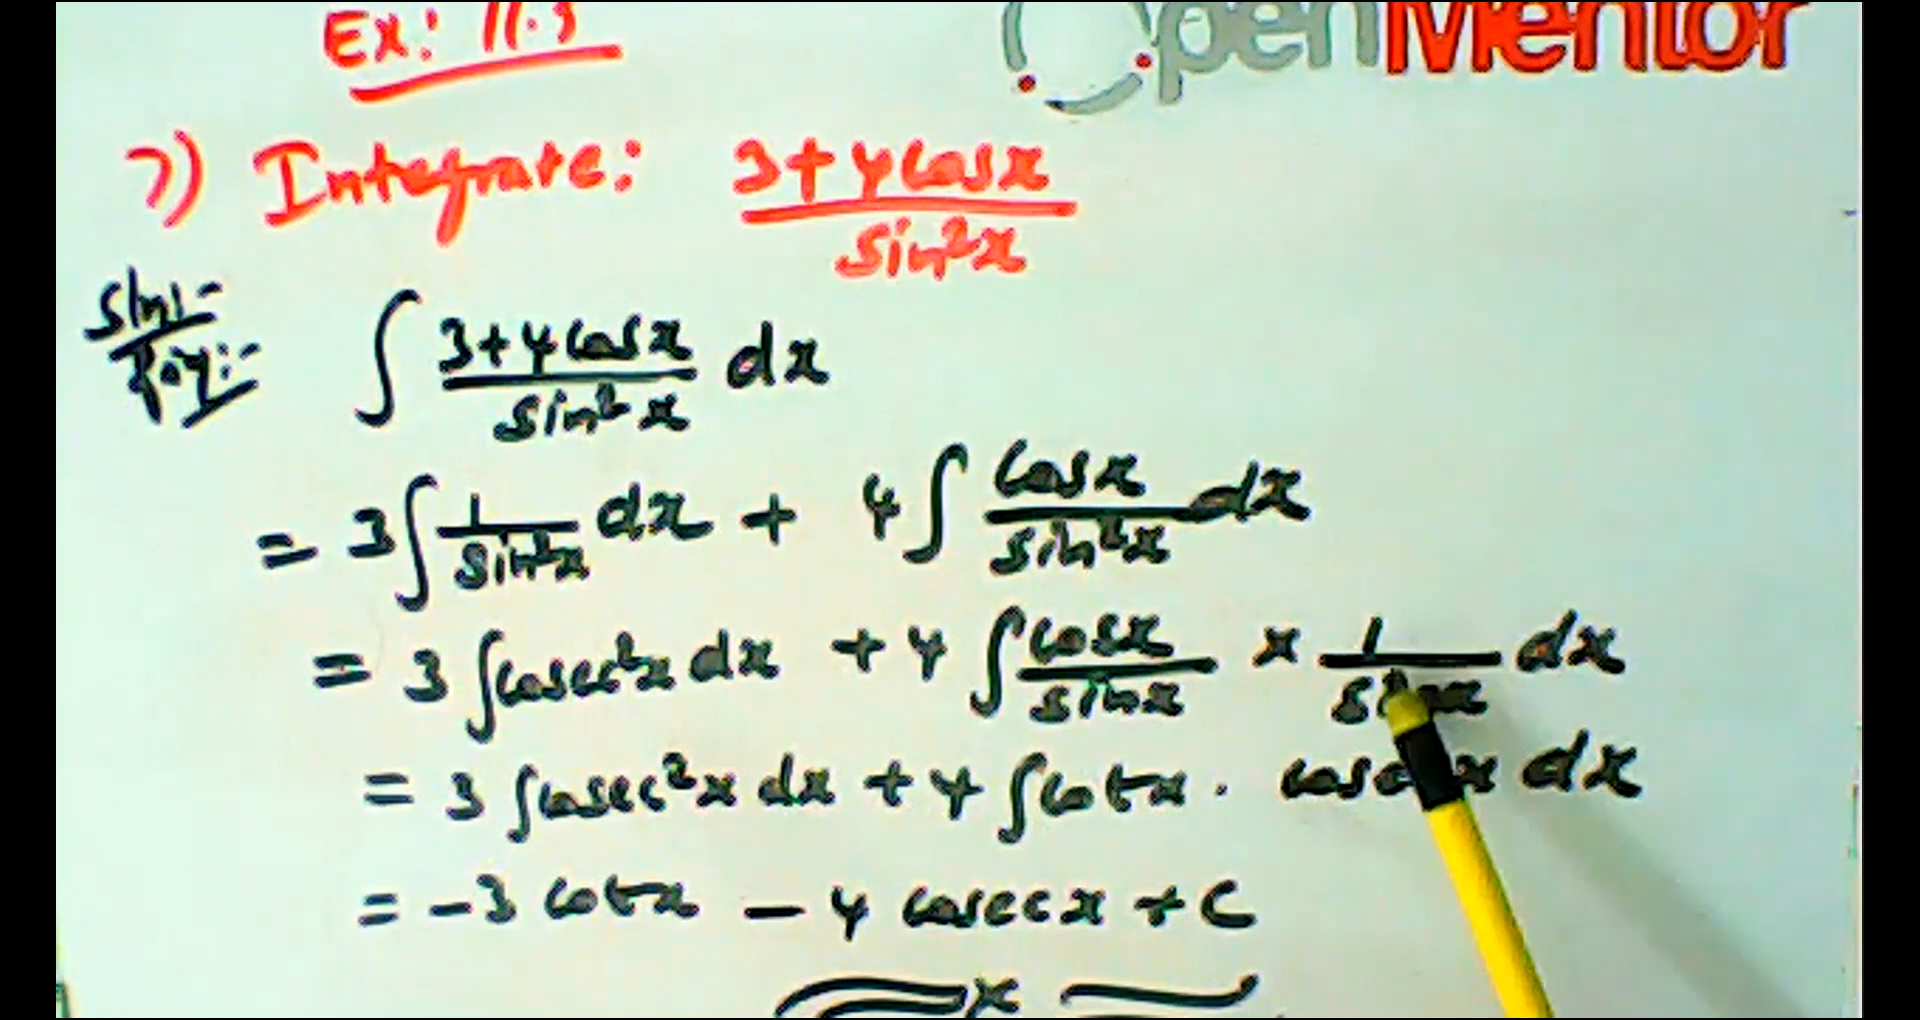 Ex: 11.3
OpenMentor
7) Integrate: 3+4cosx / sin²x
Sln:-
∫ 3+4cosx / sin²x dx
= 3∫ 1/sin²x dx + 4∫ cosx/sin²x dx
= 3∫cosec²x dx + 4∫ cosx/sinx × 1/sinx dx
= 3∫cosec²x dx + 4∫cotx . cosecx dx
= -3 cotx - 4 cosecx + C
x